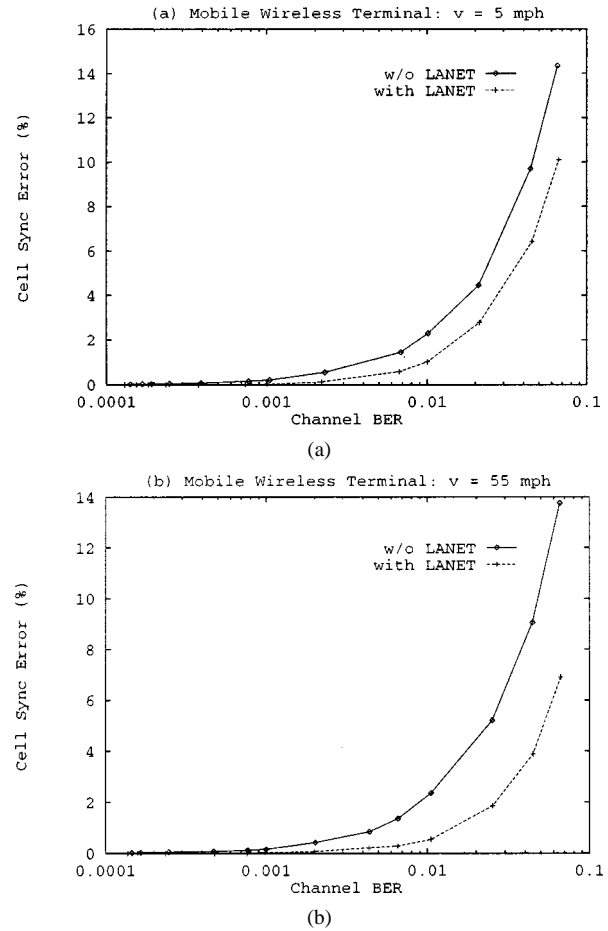 (a) Mobile Wireless Terminal: v = 5 mph
16
14
12
10
8
6
4
2
0
Cell Sync Error (%)
w/o LANET
with LANET
0.0001 0.001 0.01 0.1
Channel BER
(a)
(b) Mobile Wireless Terminal: v = 55 mph
14
12
10
8
6
4
2
0
Cell Sync Error (%)
w/o LANET
with LANET
0.0001 0.001 0.01 0.1
Channel BER
(b)